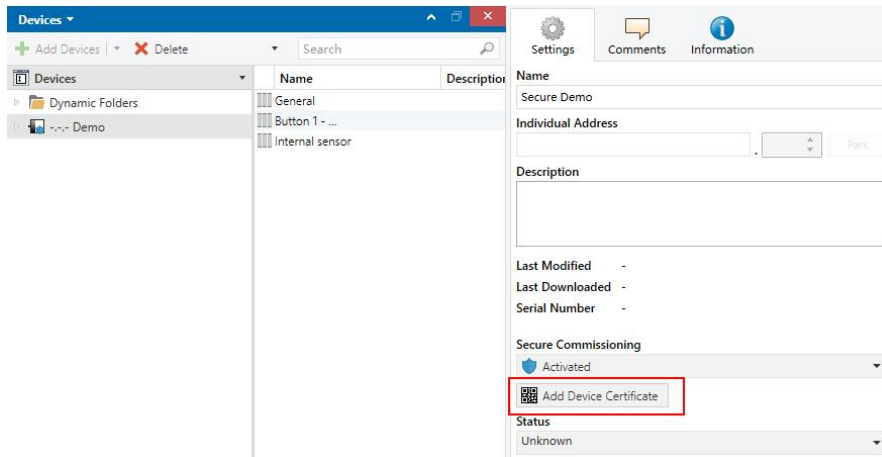 Devices
Add Devices Delete Search
Devices Name Description
Dynamic Folders
-.-.- Demo
General
Button 1 - ...
Internal sensor
Settings Comments Information
Name
Secure Demo
Individual Address
. Park
Description
Last Modified -
Last Downloaded -
Serial Number -
Secure Commissioning
Activated
Add Device Certificate
Status
Unknown